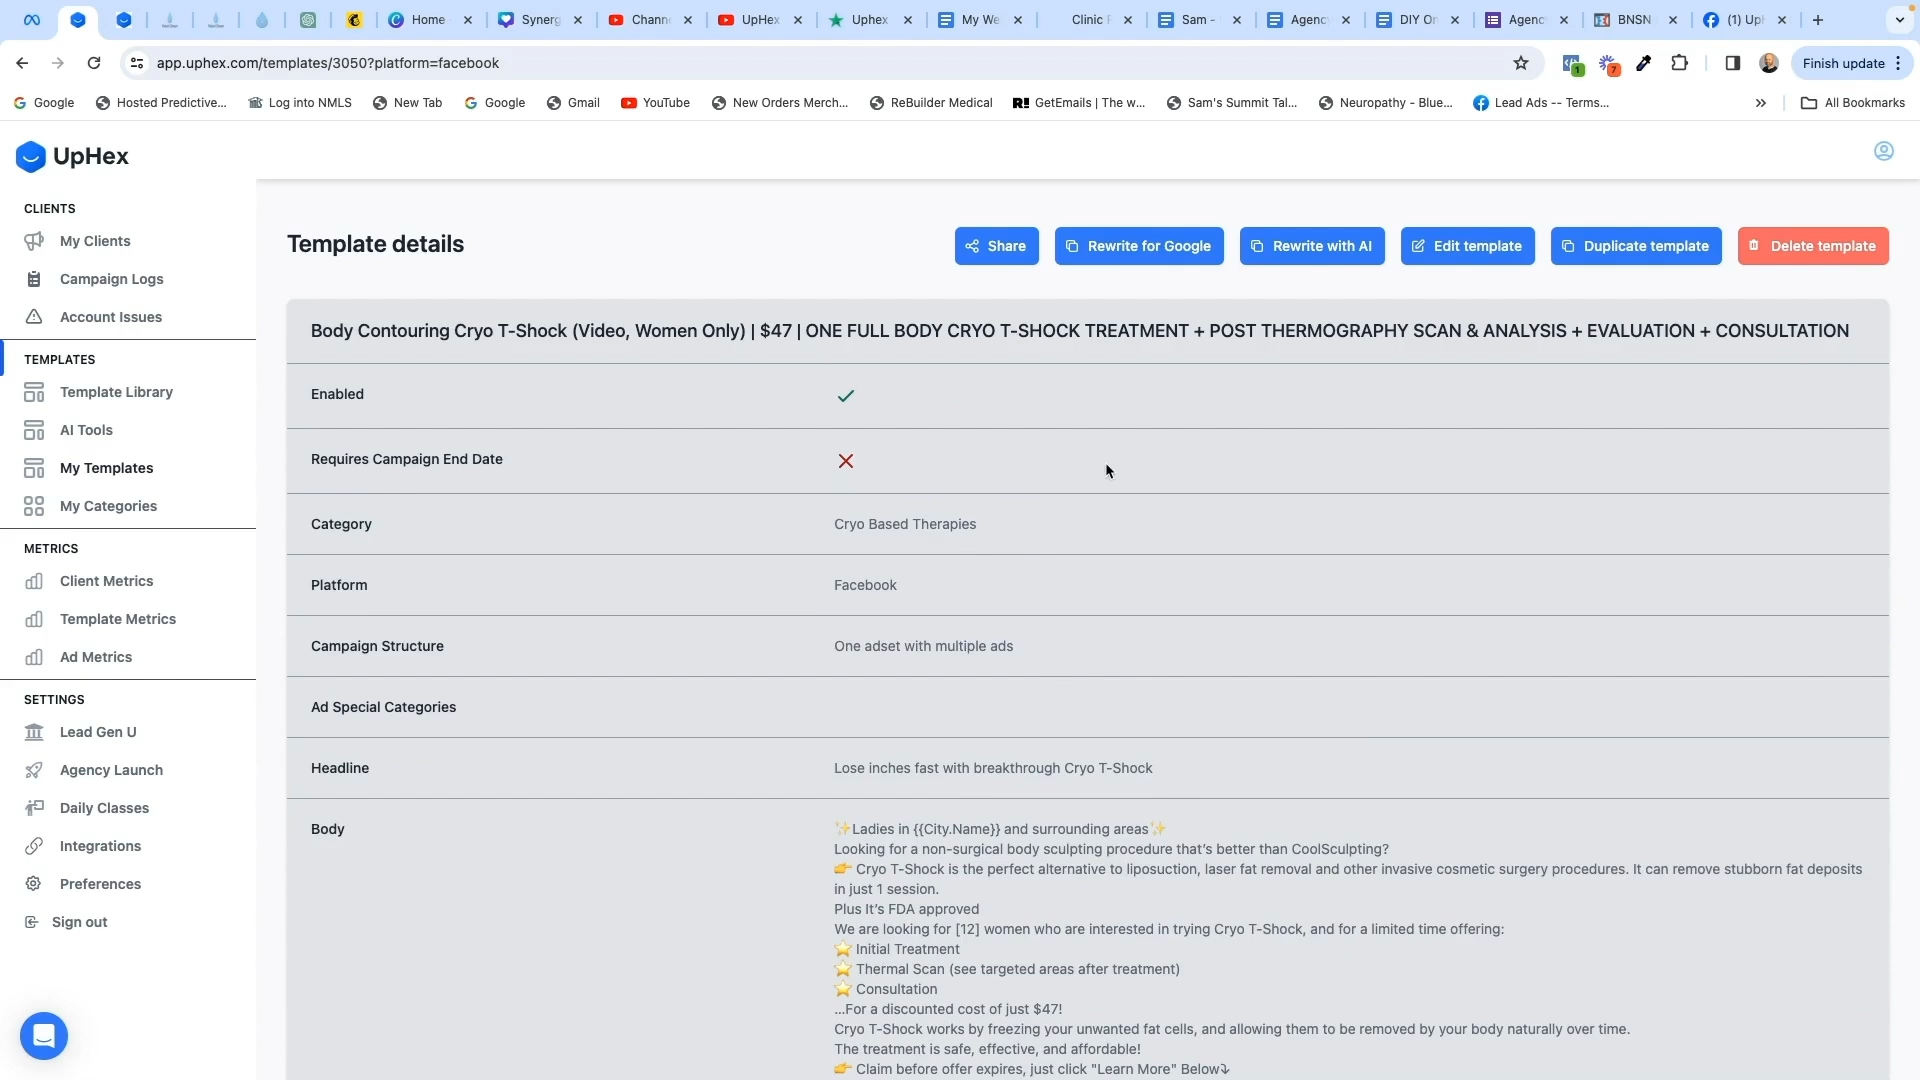 Home
Synerg
Chann
UpHex
Uphex
My We
Clinic F
Sam -
Agenc
DIY On
Agenc
BNSN
(1) Up
app.uphex.com/templates/3050?platform=facebook
1
7
Finish update
Google
Hosted Predictive...
Log into NMLS
New Tab
Google
Gmail
YouTube
New Orders Merch...
ReBuilder Medical
R! GetEmails | The w...
Sam's Summit Tal...
Neuropathy - Blue...
Lead Ads -- Terms...
All Bookmarks
UpHex
CLIENTS
My Clients
Campaign Logs
Account Issues
TEMPLATES
Template Library
AI Tools
My Templates
My Categories
METRICS
Client Metrics
Template Metrics
Ad Metrics
SETTINGS
Lead Gen U
Agency Launch
Daily Classes
Integrations
Preferences
Sign out
Template details
Share
Rewrite for Google
Rewrite with AI
Edit template
Duplicate template
Delete template
Body Contouring Cryo T-Shock (Video, Women Only) | $47 | ONE FULL BODY CRYO T-SHOCK TREATMENT + POST THERMOGRAPHY SCAN & ANALYSIS + EVALUATION + CONSULTATION
Enabled
Requires Campaign End Date
Category
Cryo Based Therapies
Platform
Facebook
Campaign Structure
One adset with multiple ads
Ad Special Categories
Headline
Lose inches fast with breakthrough Cryo T-Shock
Body
✨Ladies in {{City.Name}} and surrounding areas✨
Looking for a non-surgical body sculpting procedure that’s better than CoolSculpting?
👉 Cryo T-Shock is the perfect alternative to liposuction, laser fat removal and other invasive cosmetic surgery procedures. It can remove stubborn fat deposits
in just 1 session.
Plus It’s FDA approved
We are looking for [12] women who are interested in trying Cryo T-Shock, and for a limited time offering:
⭐ Initial Treatment
⭐ Thermal Scan (see targeted areas after treatment)
⭐ Consultation
...For a discounted cost of just $47!
Cryo T-Shock works by freezing your unwanted fat cells, and allowing them to be removed by your body naturally over time.
The treatment is safe, effective, and affordable!
👉 Claim before offer expires, just click "Learn More" Below⤵